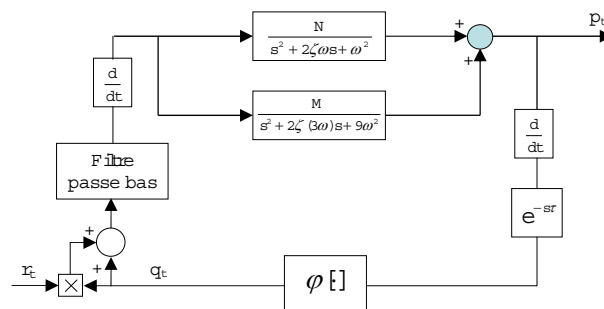 N
s² + 2ζωs + ω²
+
+
p_t
d
dt
M
s² + 2ζ (3ω) s + 9ω²
d
dt
Filtre
passe bas
e^{-sτ}
+
+
r_t
×
q_t
φ [·]